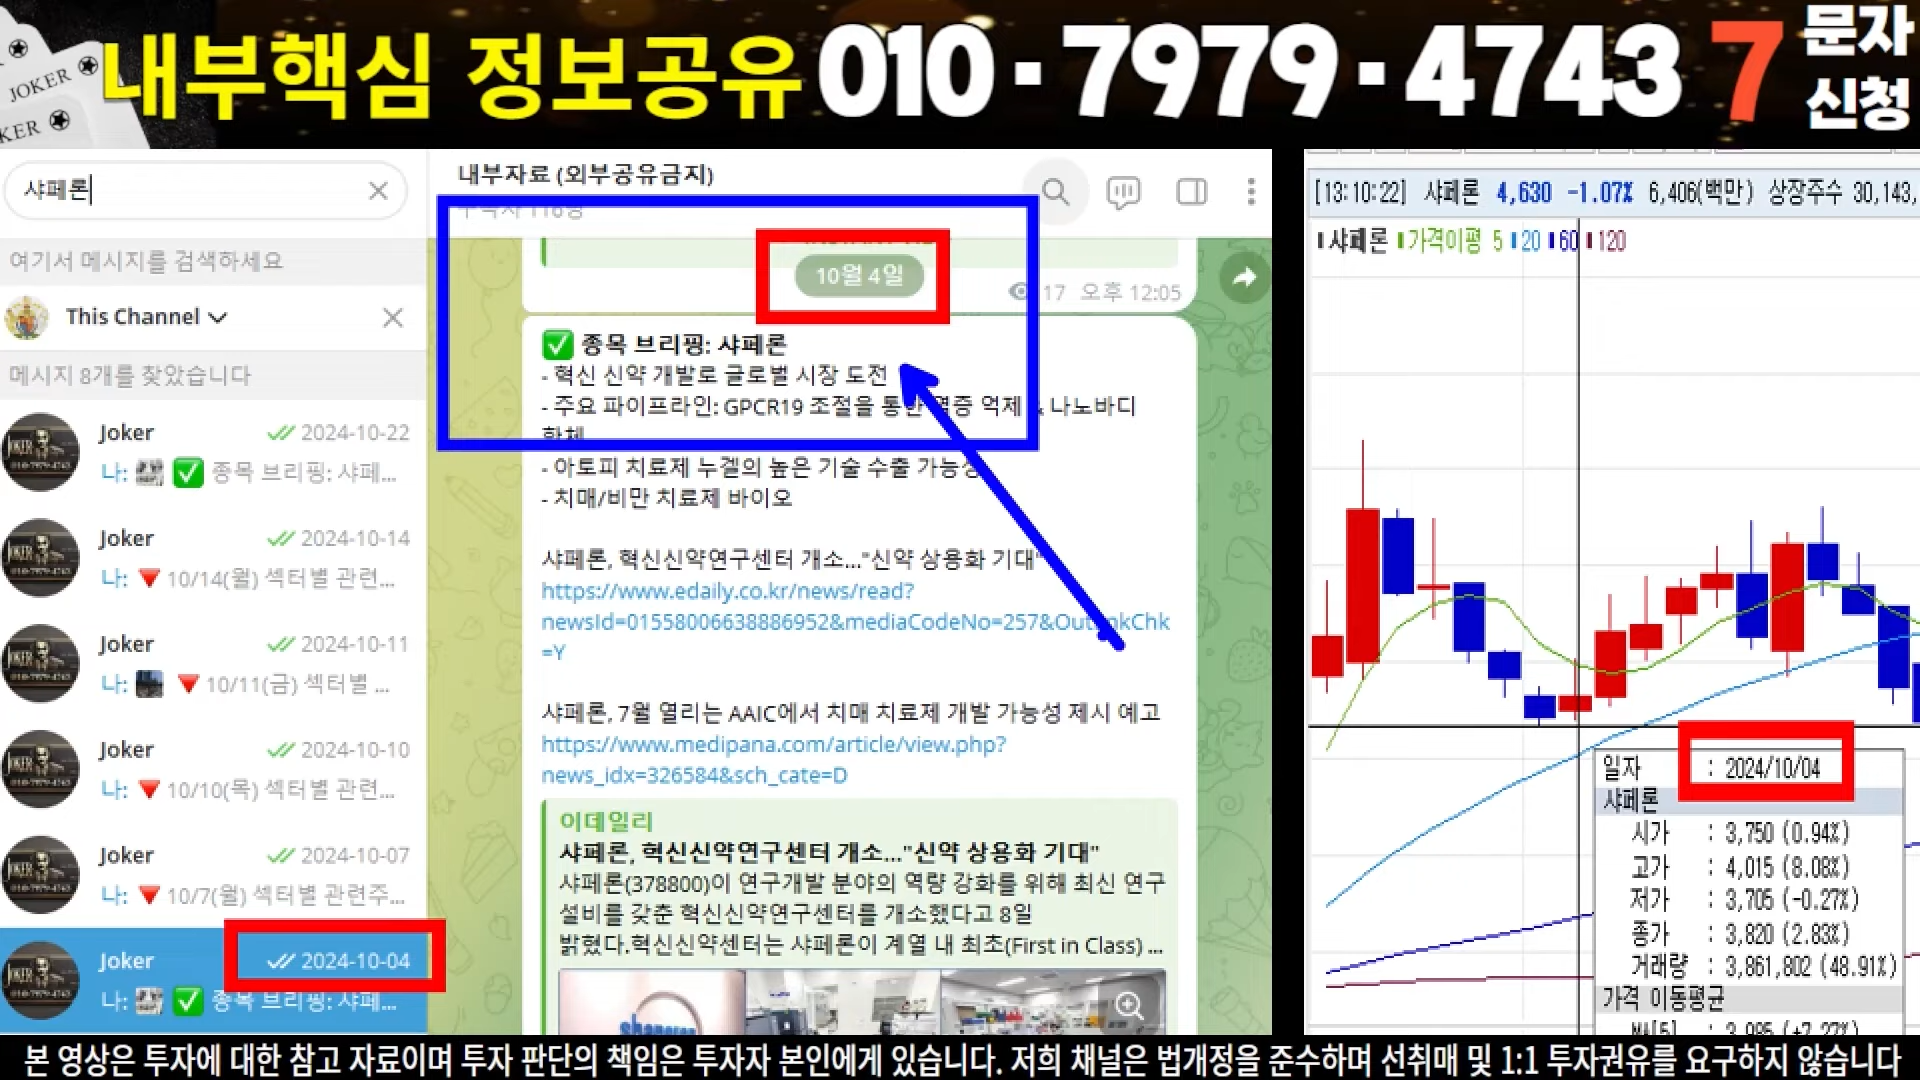 JOKER
KER
내부핵심 정보공유 010·7979·4743 7 문자 신청
샤페론
여기서 메시지를 검색하세요
This Channel
메시지 8개를 찾았습니다
Joker 2024-10-22
나: ✅ 종목 브리핑: 샤페...
Joker 2024-10-14
나: 🔻 10/14(월) 섹터별 관련...
Joker 2024-10-11
나: 🔻 10/11(금) 섹터별 ...
Joker 2024-10-10
나: 🔻 10/10(목) 섹터별 관련...
Joker 2024-10-07
나: 🔻 10/7(월) 섹터별 관련주...
Joker 2024-10-04
나: ✅ 종목 브리핑: 샤페...
내부자료 (외부공유금지)
10월 4일
17 오후 12:05
✅ 종목 브리핑: 샤페론
- 혁신 신약 개발로 글로벌 시장 도전
- 주요 파이프라인: GPCR19 조절을 통한 염증 억제 & 나노바디
항체
- 아토피 치료제 누겔의 높은 기술 수출 가능성
- 치매/비만 치료제 바이오
샤페론, 혁신신약연구센터 개소..."신약 상용화 기대"
https://www.edaily.co.kr/news/read?
newsId=01558006638886952&mediaCodeNo=257&OutLnkChk
=Y
샤페론, 7월 열리는 AAIC에서 치매 치료제 개발 가능성 제시 예고
https://www.medipana.com/article/view.php?
news_idx=326584&sch_cate=D
이데일리
샤페론, 혁신신약연구센터 개소..."신약 상용화 기대"
샤페론(378800)이 연구개발 분야의 역량 강화를 위해 최신 연구
설비를 갖춘 혁신신약연구센터를 개소했다고 8일
밝혔다.혁신신약센터는 샤페론이 계열 내 최초(First in Class) ...
[13:10:22] 샤페론 4,630 -1.07% 6,406(백만) 상장주수 30,143,
샤페론 가격이평 5 20 60 120
일자 : 2024/10/04
샤페론
시가 : 3,750 (0.94%)
고가 : 4,015 (8.08%)
저가 : 3,705 (-0.27%)
종가 : 3,820 (2.83%)
거래량 : 3,861,802 (48.91%)
가격 이동평균
MA[5] : 3,985 (+7.27%)
본 영상은 투자에 대한 참고 자료이며 투자 판단의 책임은 투자자 본인에게 있습니다. 저희 채널은 법개정을 준수하며 선취매 및 1:1 투자권유를 요구하지 않습니다